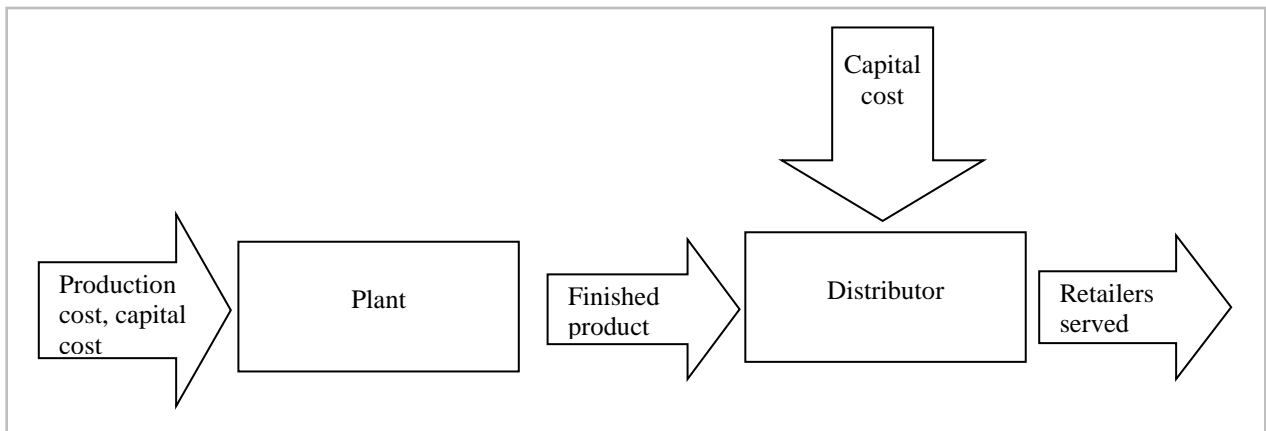 Capital
cost
Production
cost, capital
cost
Plant
Finished
product
Distributor
Retailers
served